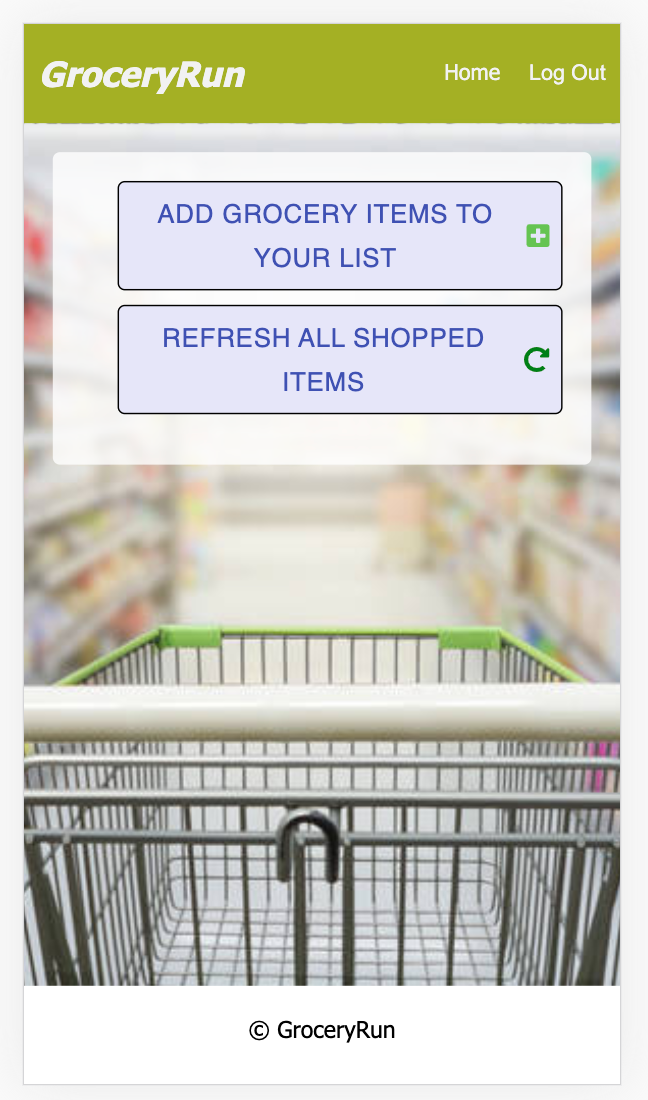 GroceryRun
Home
Log Out
ADD GROCERY ITEMS TO
YOUR LIST
REFRESH ALL SHOPPED
ITEMS
© GroceryRun